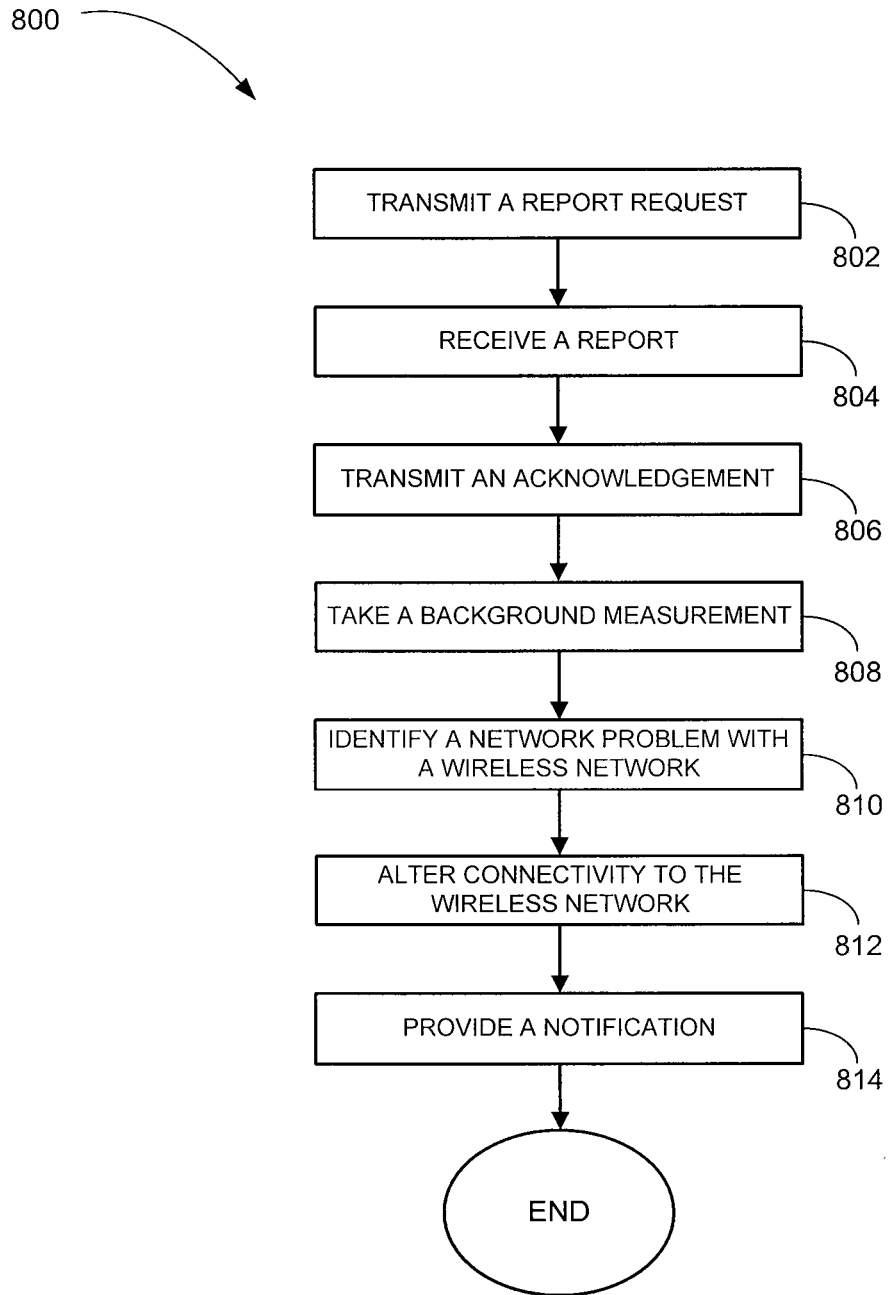 800
TRANSMIT A REPORT REQUEST
802
RECEIVE A REPORT
804
TRANSMIT AN ACKNOWLEDGEMENT
806
TAKE A BACKGROUND MEASUREMENT
808
IDENTIFY A NETWORK PROBLEM WITH
A WIRELESS NETWORK
810
ALTER CONNECTIVITY TO THE
WIRELESS NETWORK
812
PROVIDE A NOTIFICATION
814
END